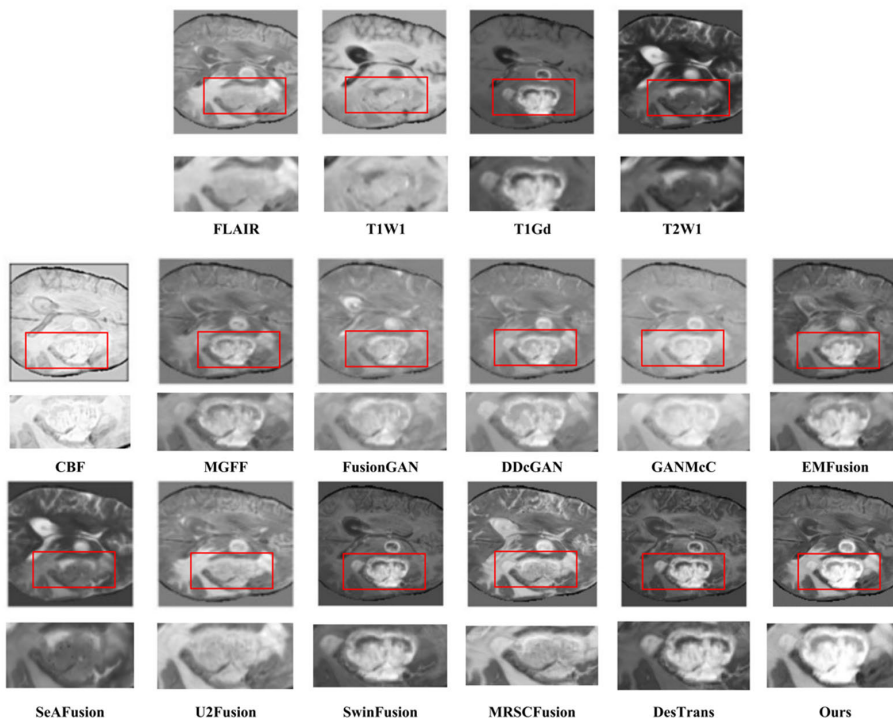 FLAIR T1W1 T1Gd T2W1
CBF MGFF FusionGAN DDcGAN GANMcC EMFusion
SeAFusion U2Fusion SwinFusion MRSCFusion DesTrans Ours